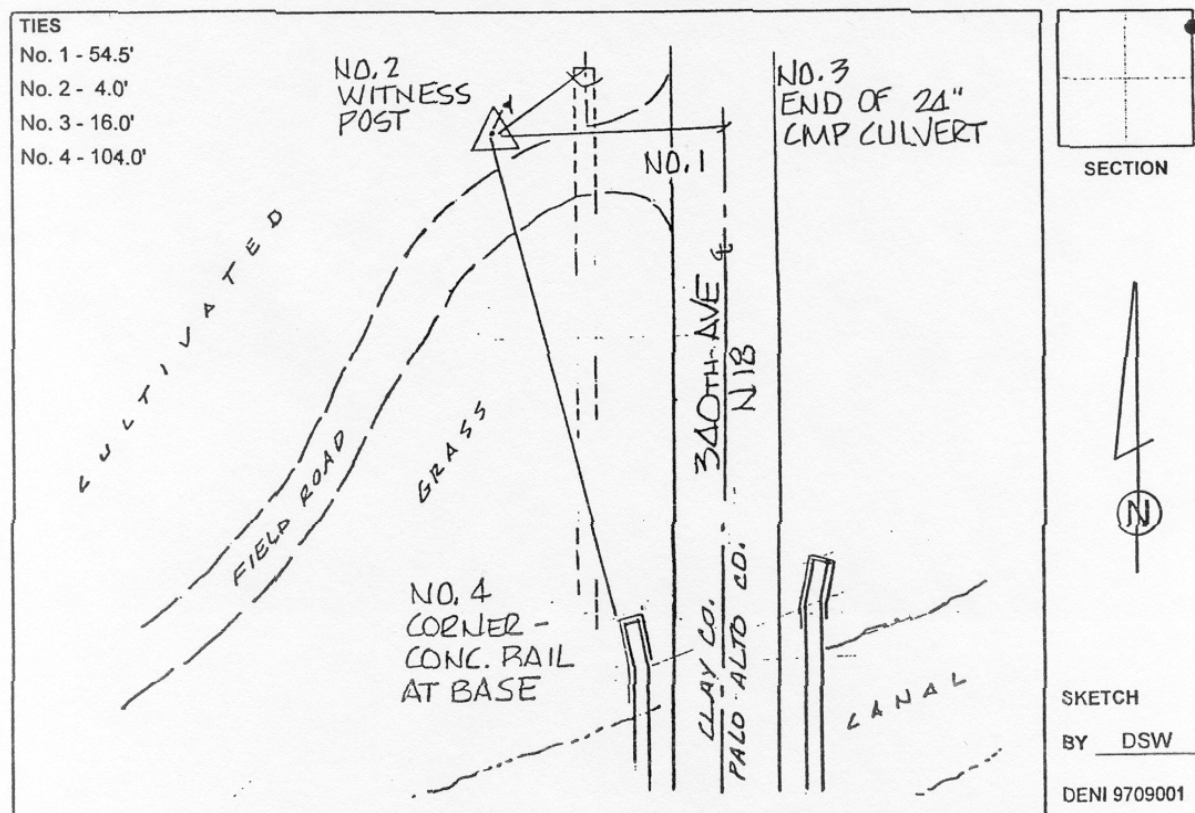 TIES
No. 1 - 54.5'
No. 2 - 4.0'
No. 3 - 16.0'
No. 4 - 104.0'
NO. 2
WITNESS
POST
NO. 3
END OF 24"
CMP CULVERT
NO. 1
SECTION
CULTIVATED
FIELD ROAD
GRASS
340TH AVE ℄
N18
NO. 4
CORNER -
CONC. RAIL
AT BASE
CLAY CO.
PALO ALTO CO.
CANAL
N
SKETCH
BY DSW
DENI 9709001